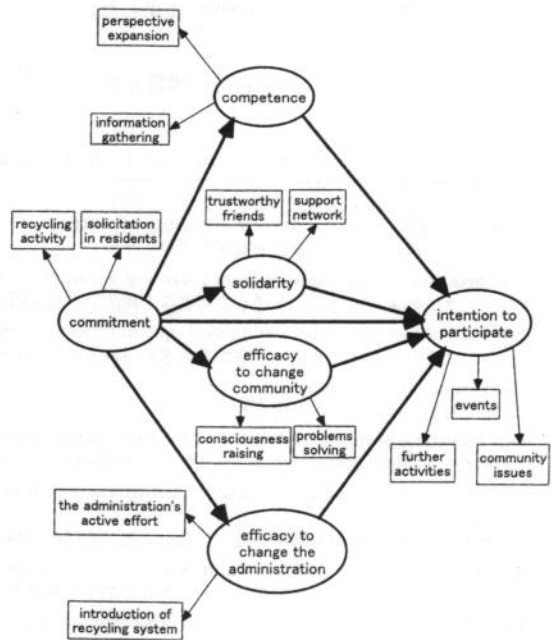 perspective
expansion
competence
information
gathering
trustworthy
friends
support
network
recycling
activity
solicitation
in residents
solidarity
commitment
intention to
participate
efficacy
to change
community
events
consciousness
raising
problems
solving
further
activities
community
issues
the administration's
active effort
efficacy to
change the
administration
introduction of
recycling system